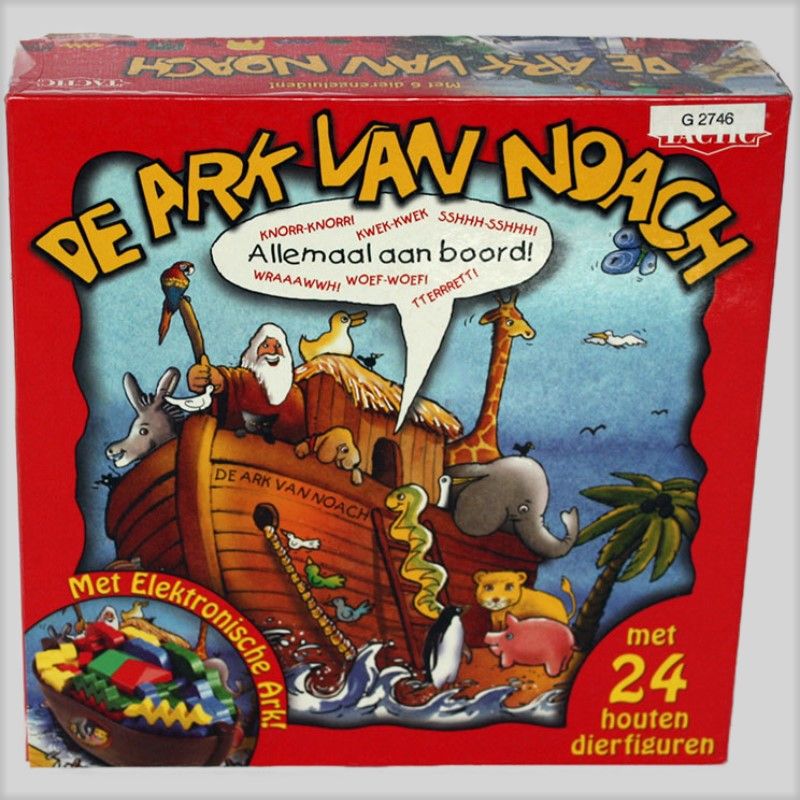 DE ARK VAN NOACH
TACTIC
Met 6 dierengeluiden!
G 2746
TACTIC
DE ARK VAN NOACH
KNORR-KNORR! KWEK-KWEK SSHHH-SSHHH!
Allemaal aan boord!
WRAAAWWH! WOEF-WOEF!
TTERRRETT!
DE ARK VAN NOACH
Met Elektronische Ark!
met
24
houten
dierfiguren